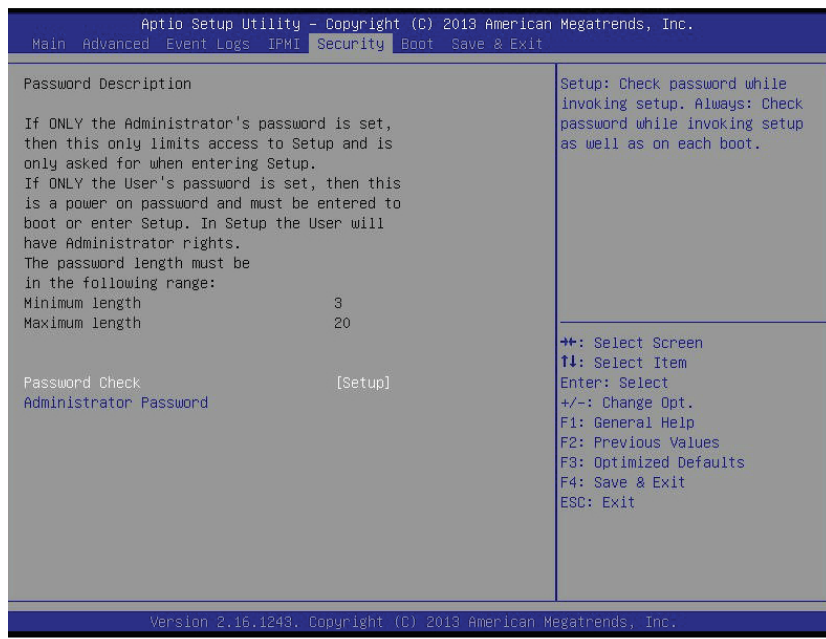 Aptio Setup Utility – Copyright (C) 2013 American Megatrends, Inc.
Main Advanced Event Logs IPMI Security Boot Save & Exit
Password Description
If ONLY the Administrator's password is set,
then this only limits access to Setup and is
only asked for when entering Setup.
If ONLY the User's password is set, then this
is a power on password and must be entered to
boot or enter Setup. In Setup the User will
have Administrator rights.
The password length must be
in the following range:
Minimum length 3
Maximum length 20
Password Check [Setup]
Administrator Password
Setup: Check password while
invoking setup. Always: Check
password while invoking setup
as well as on each boot.
→←: Select Screen
↑↓: Select Item
Enter: Select
+/-: Change Opt.
F1: General Help
F2: Previous Values
F3: Optimized Defaults
F4: Save & Exit
ESC: Exit
Version 2.16.1243. Copyright (C) 2013 American Megatrends, Inc.